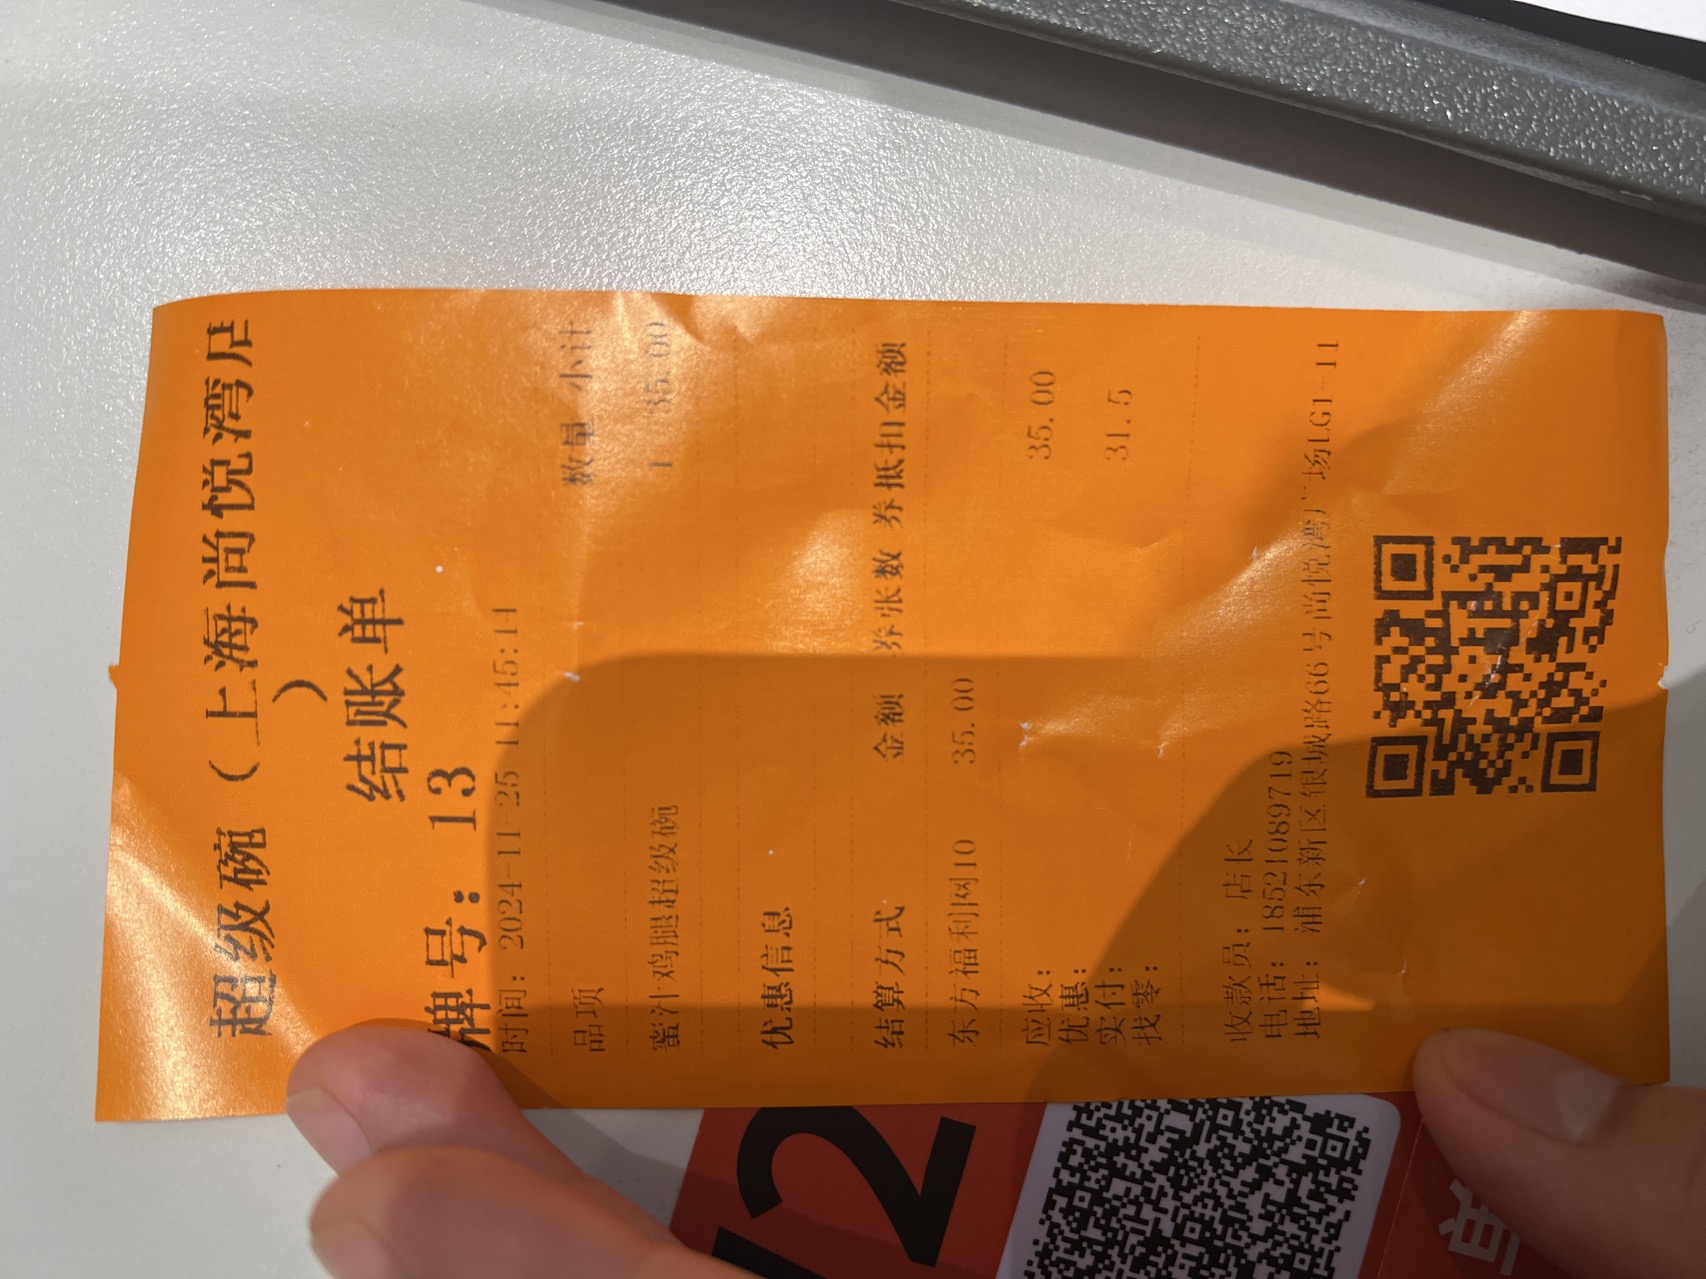 超级碗（上海尚悦湾店
）
结账单
牌号：13
时间：2024-11-25 11:45:14
品项 数量 小计
蜜汁鸡腿超级碗 1 35.00
优惠信息
结算方式 金额 券张数 券抵扣金额
东方福利网10 35.00
应收： 35.00
优惠：
实付： 31.5
找零：
收款员：店长
电话：18521089719
地址：浦东新区银城路66号尚悦湾广场LG1-11
2
单